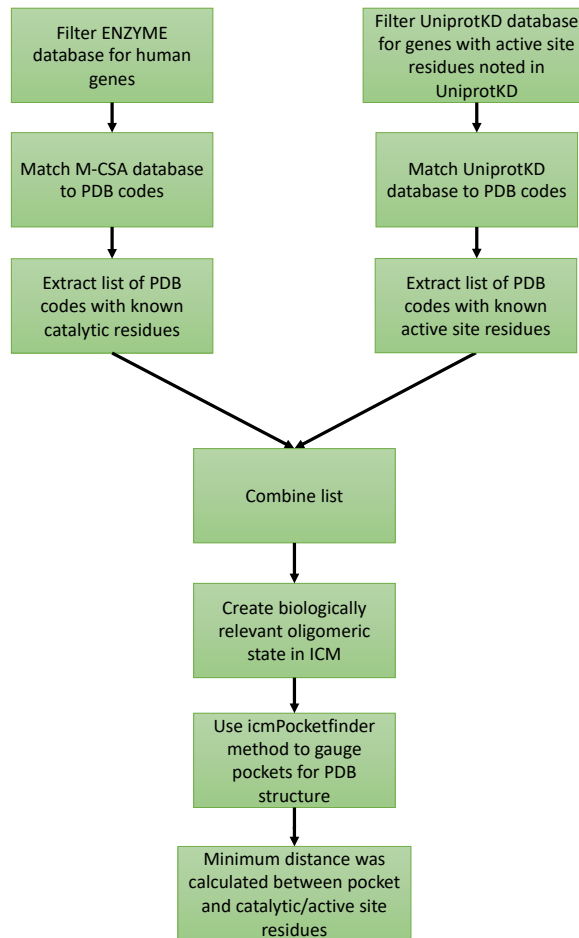 Filter ENZYME
database for human
genes
Match M-CSA database
to PDB codes
Extract list of PDB
codes with known
catalytic residues
Filter UniprotKD database
for genes with active site
residues noted in
UniprotKD
Match UniprotKD
database to PDB codes
Extract list of PDB
codes with known
active site residues
Combine list
Create biologically
relevant oligomeric
state in ICM
Use icmPocketfinder
method to gauge
pockets for PDB
structure
Minimum distance was
calculated between pocket
and catalytic/active site
residues